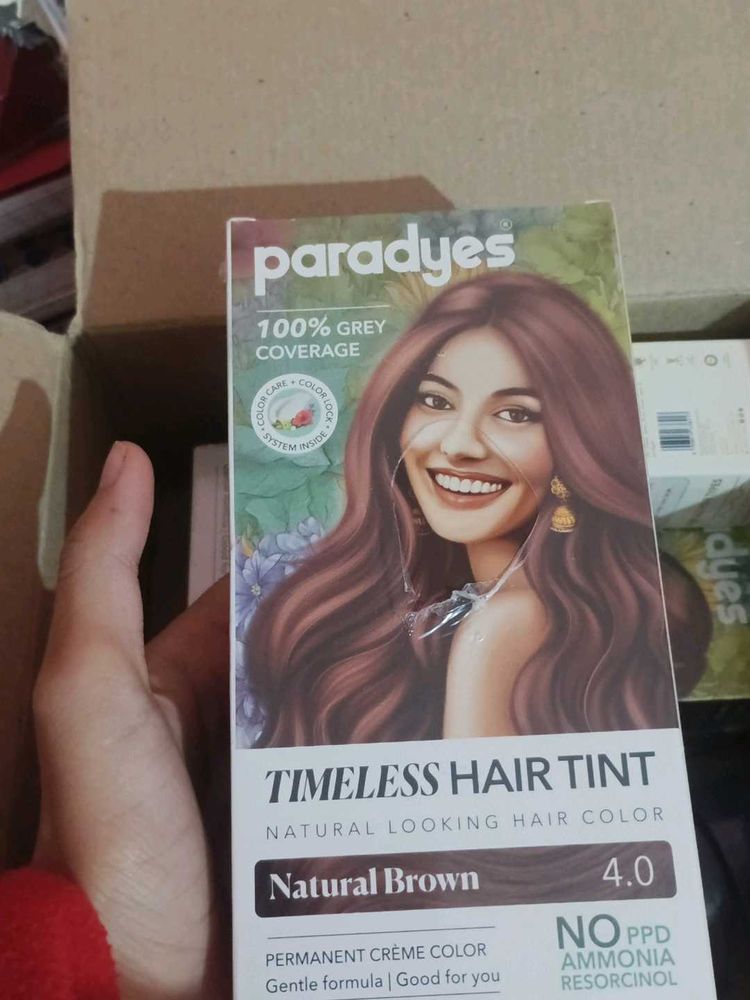 paradyes®
100% GREY
COVERAGE
• COLOR CARE + COLOR LOCK •
SYSTEM INSIDE
TIMELESS HAIR TINT
NATURAL LOOKING HAIR COLOR
Natural Brown 4.0
PERMANENT CRÈME COLOR
Gentle formula | Good for you
NO PPD
AMMONIA
RESORCINOL
dyes